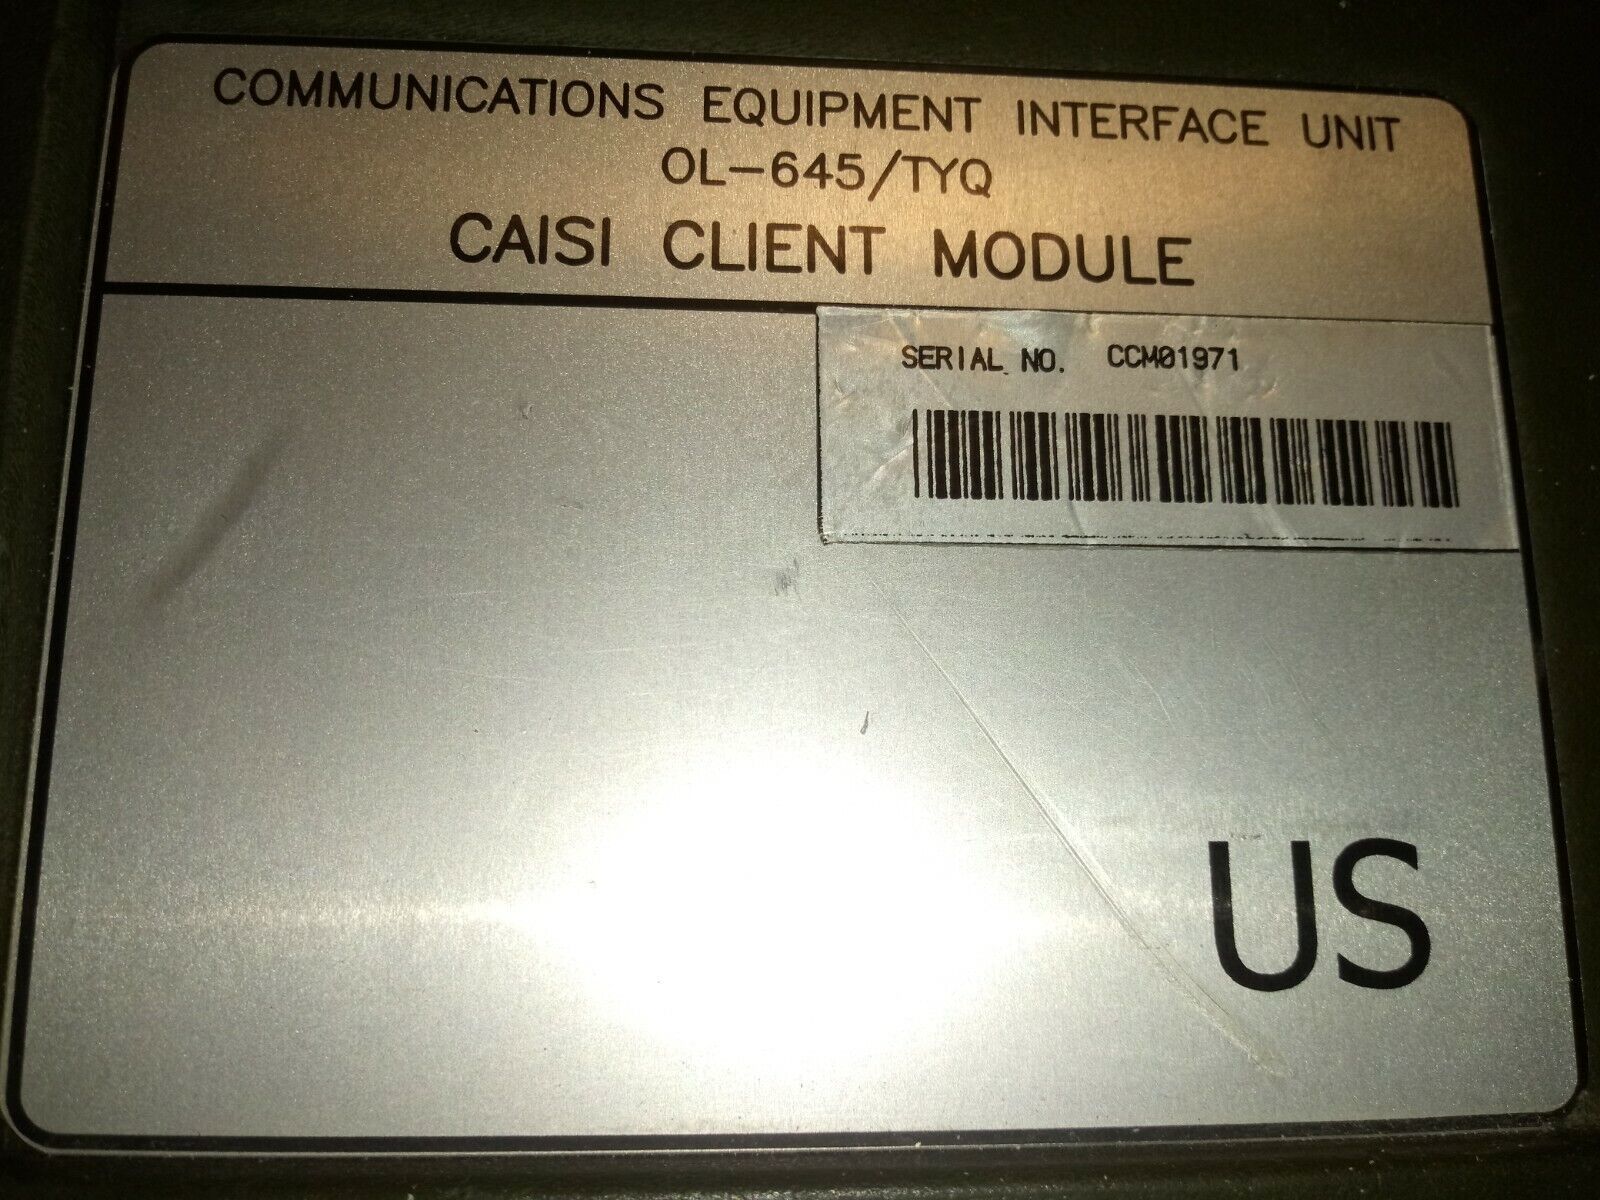 COMMUNICATIONS EQUIPMENT INTERFACE UNIT
OL-645/TYQ
CAISI CLIENT MODULE
SERIAL NO. CCM01971
US